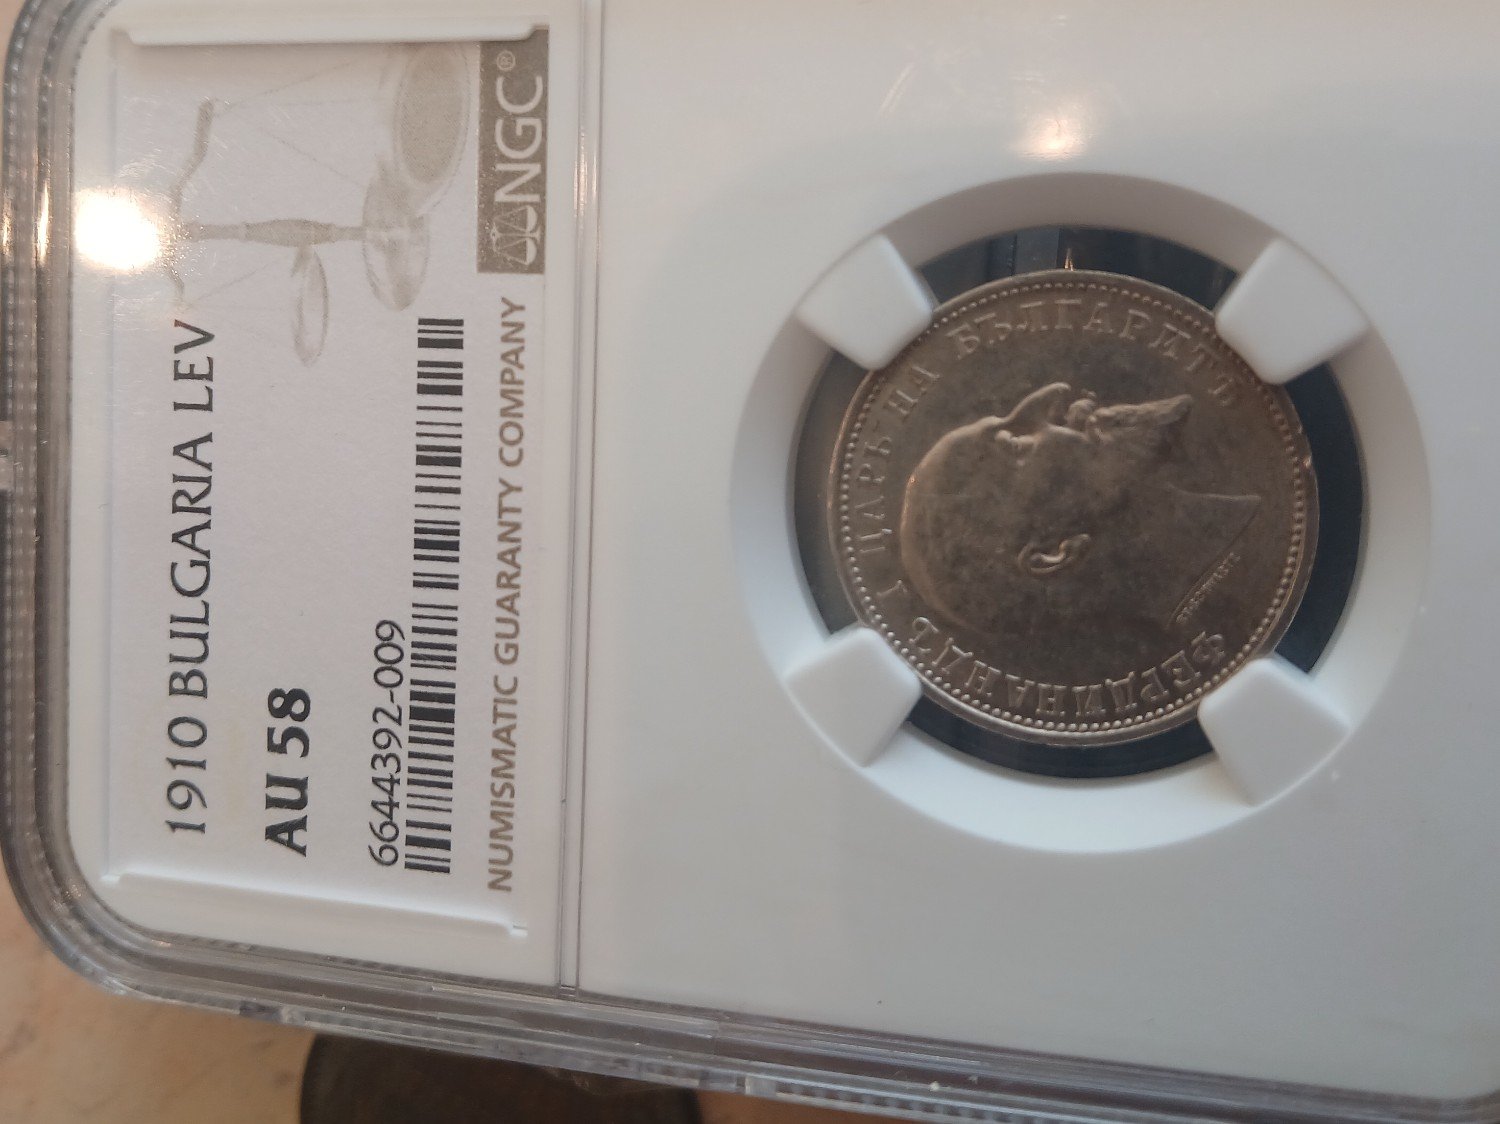 1910 BULGARIA LEV
AU 58
6644392-009
NGC®
NUMISMATIC GUARANTY COMPANY
ФЕРДИНАНДЪ I ЦАРЬ НА БЪЛГАРИТѢ